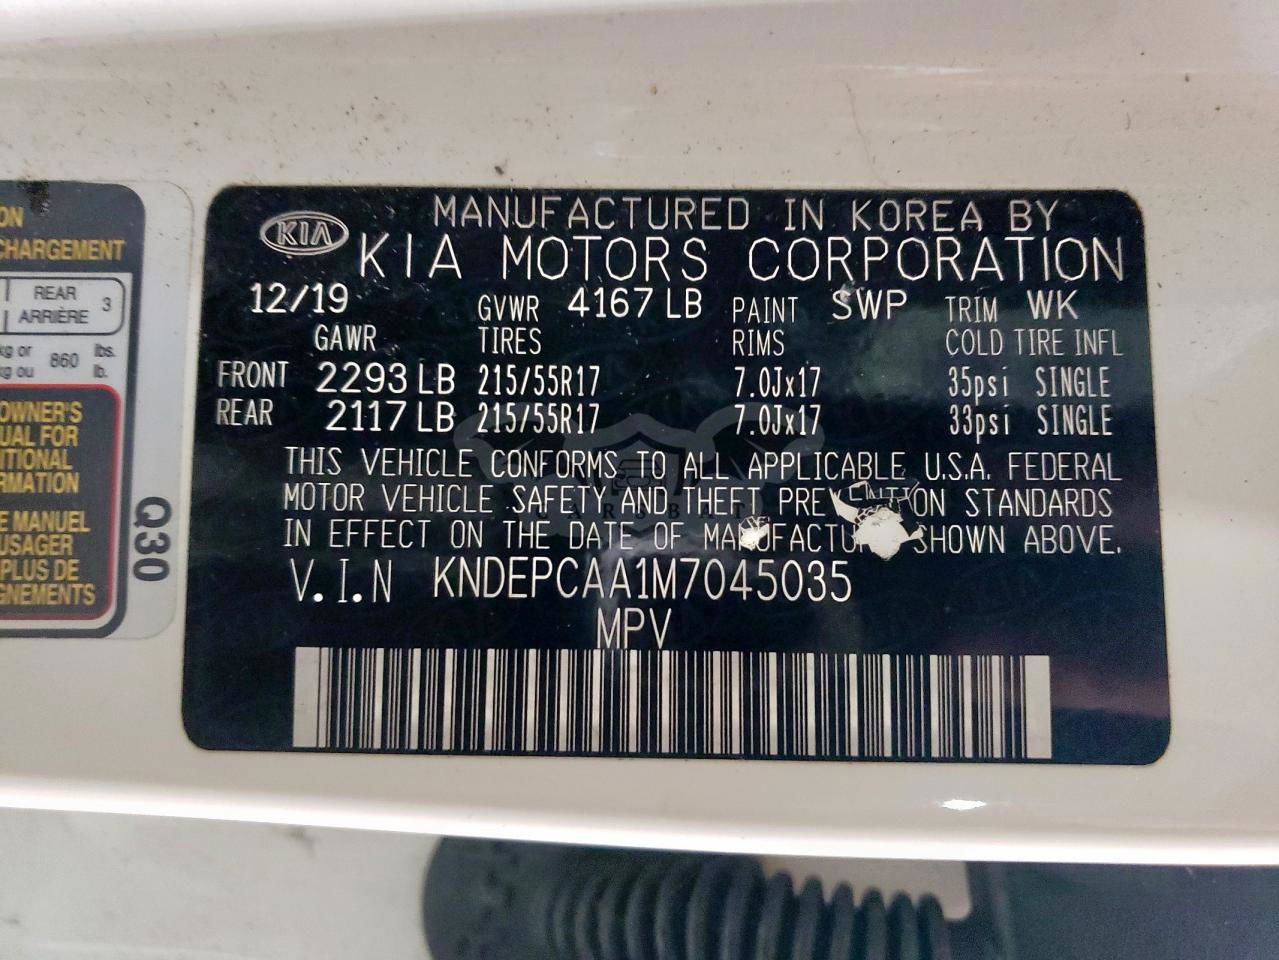 ON
CHARGEMENT
REAR 3
ARRIÈRE
kg or 860 lbs.
kg ou lb.
OWNER'S
UAL FOR
ITIONAL
RMATION
E MANUEL
USAGER
PLUS DE
GNEMENTS
Q30
KIA
MANUFACTURED IN KOREA BY
KIA MOTORS CORPORATION
12/19 GVWR 4167 LB PAINT SWP TRIM WK
GAWR TIRES RIMS COLD TIRE INFL
FRONT 2293 LB 215/55R17 7.0Jx17 35psi SINGLE
REAR 2117 LB 215/55R17 7.0Jx17 33psi SINGLE
THIS VEHICLE CONFORMS TO ALL APPLICABLE U.S.A. FEDERAL
MOTOR VEHICLE SAFETY AND THEFT PREVENTION STANDARDS
CAROBAT
IN EFFECT ON THE DATE OF MANUFACTURE SHOWN ABOVE.
V.I.N KNDEPCAA1M7045035
MPV